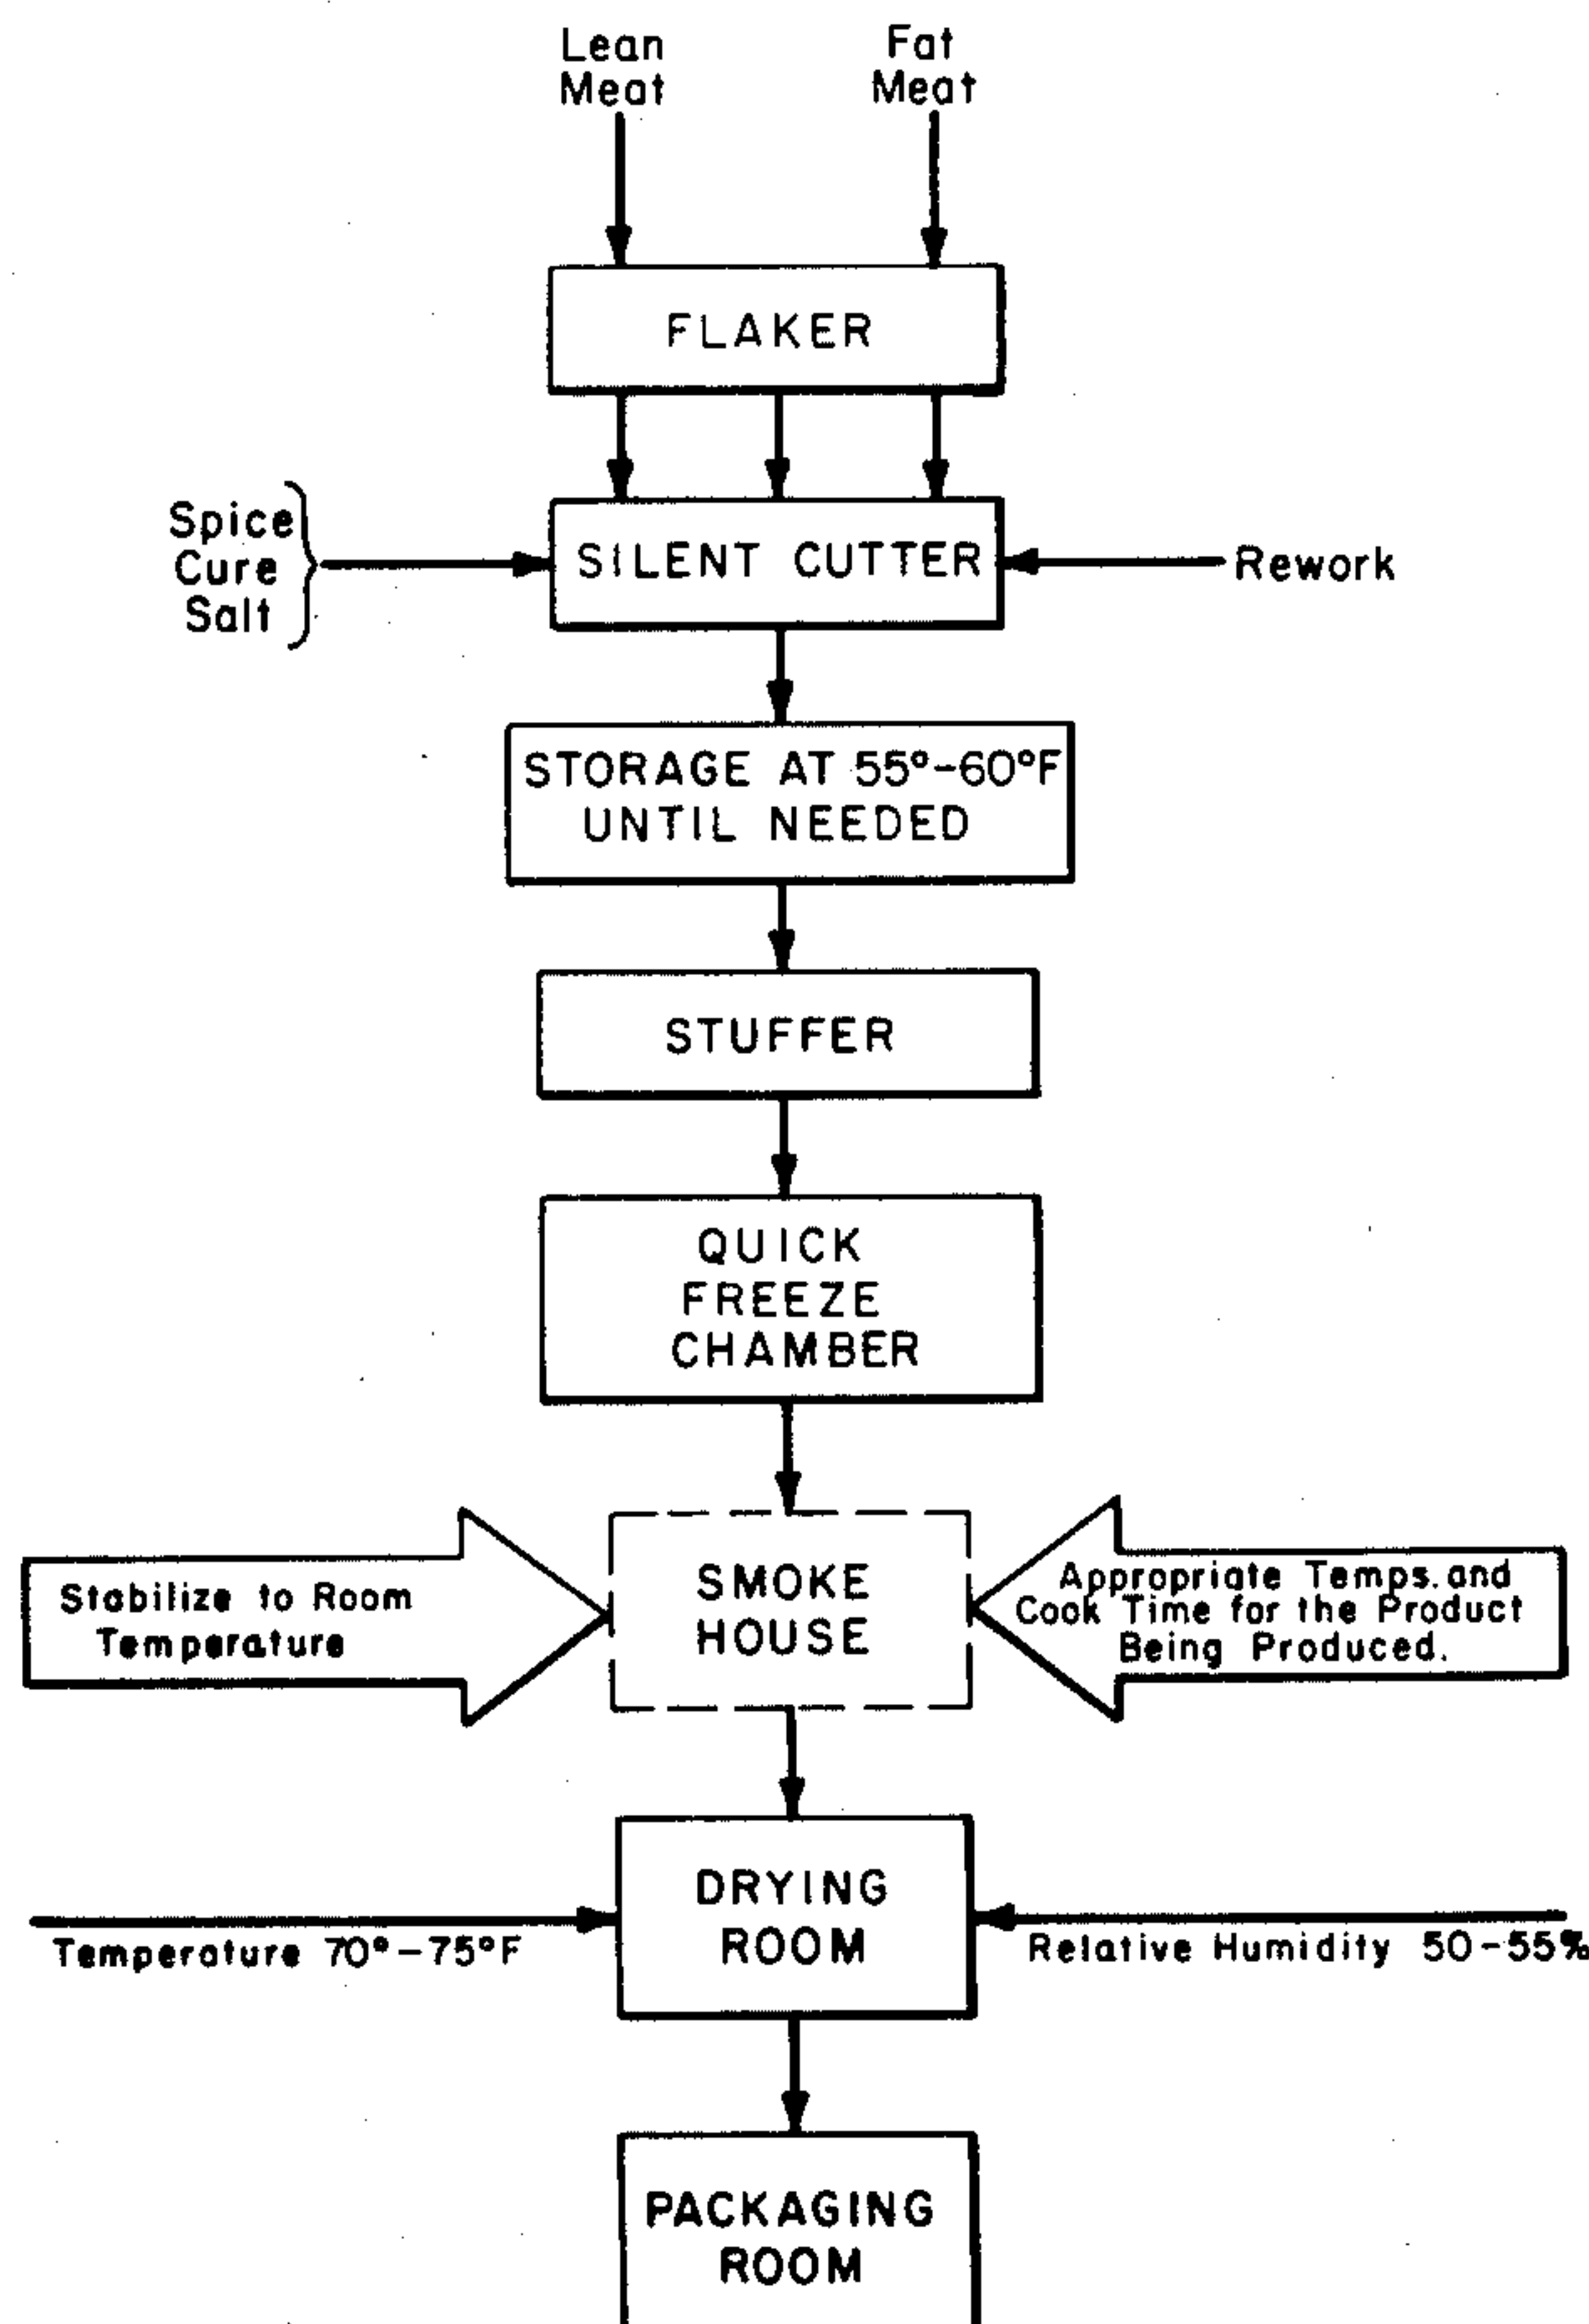 Lean
Meat
Fat
Meat
FLAKER
Spice
Cure
Salt
SILENT CUTTER
Rework
STORAGE AT 55°-60°F
UNTIL NEEDED
STUFFER
QUICK
FREEZE
CHAMBER
Stabilize to Room
Temperature
SMOKE
HOUSE
Appropriate Temps. and
Cook Time for the Product
Being Produced.
DRYING
ROOM
Temperature 70°-75°F
Relative Humidity 50-55%
PACKAGING
ROOM